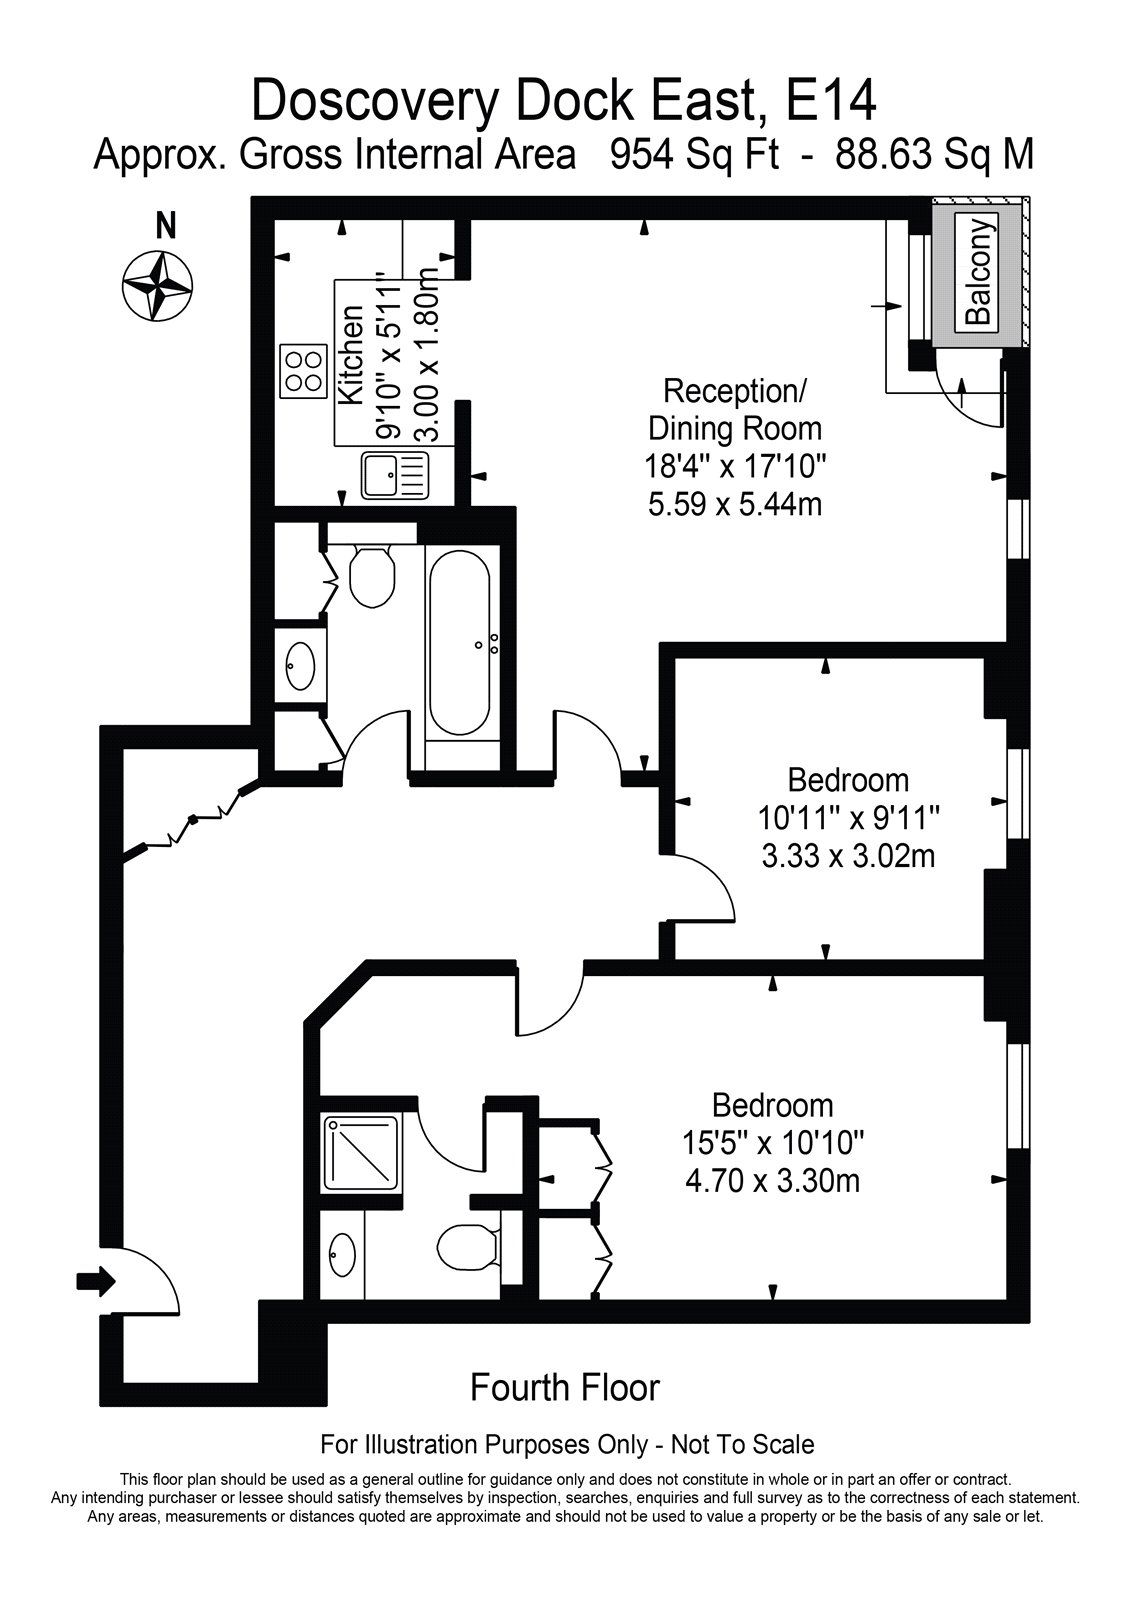 Doscovery Dock East, E14
Approx. Gross Internal Area 954 Sq Ft - 88.63 Sq M
N
Balcony
Kitchen
9'10" x 5'11"
3.00 x 1.80m
Reception/
Dining Room
18'4" x 17'10"
5.59 x 5.44m
Bedroom
10'11" x 9'11"
3.33 x 3.02m
Bedroom
15'5" x 10'10"
4.70 x 3.30m
Fourth Floor
For Illustration Purposes Only - Not To Scale
This floor plan should be used as a general outline for guidance only and does not constitute in whole or in part an offer or contract.
Any intending purchaser or lessee should satisfy themselves by inspection, searches, enquiries and full survey as to the correctness of each statement.
Any areas, measurements or distances quoted are approximate and should not be used to value a property or be the basis of any sale or let.